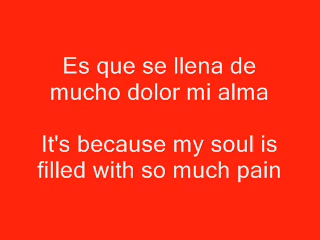 Es que se llena de
mucho dolor mi alma
It's because my soul is
filled with so much pain